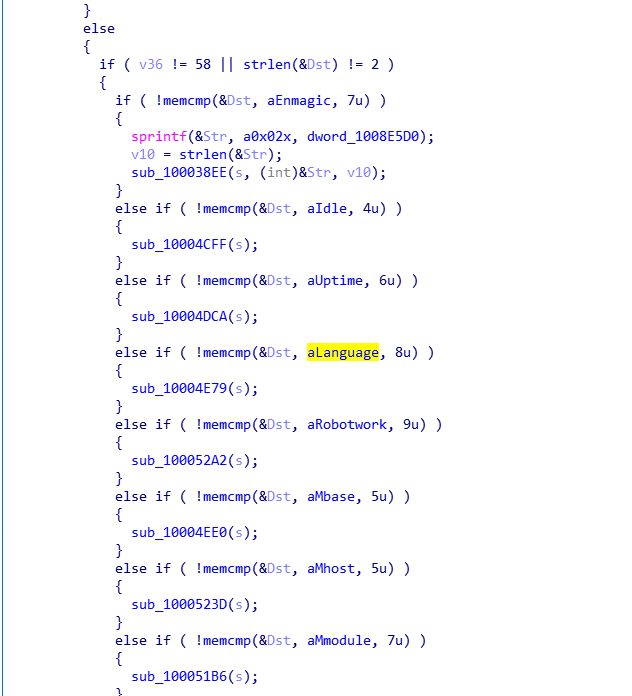 }
else
{
if ( v36 != 58 || strlen(&Dst) != 2 )
{
if ( !memcmp(&Dst, aEnmagic, 7u) )
{
sprintf(&Str, a0x02x, dword_1008E5D0);
v10 = strlen(&Str);
sub_100038EE(s, (int)&Str, v10);
}
else if ( !memcmp(&Dst, aIdle, 4u) )
{
sub_10004CFF(s);
}
else if ( !memcmp(&Dst, aUptime, 6u) )
{
sub_10004DCA(s);
}
else if ( !memcmp(&Dst, aLanguage, 8u) )
{
sub_10004E79(s);
}
else if ( !memcmp(&Dst, aRobotwork, 9u) )
{
sub_100052A2(s);
}
else if ( !memcmp(&Dst, aMbase, 5u) )
{
sub_10004EE0(s);
}
else if ( !memcmp(&Dst, aMhost, 5u) )
{
sub_1000523D(s);
}
else if ( !memcmp(&Dst, aMmodule, 7u) )
{
sub_100051B6(s);
}